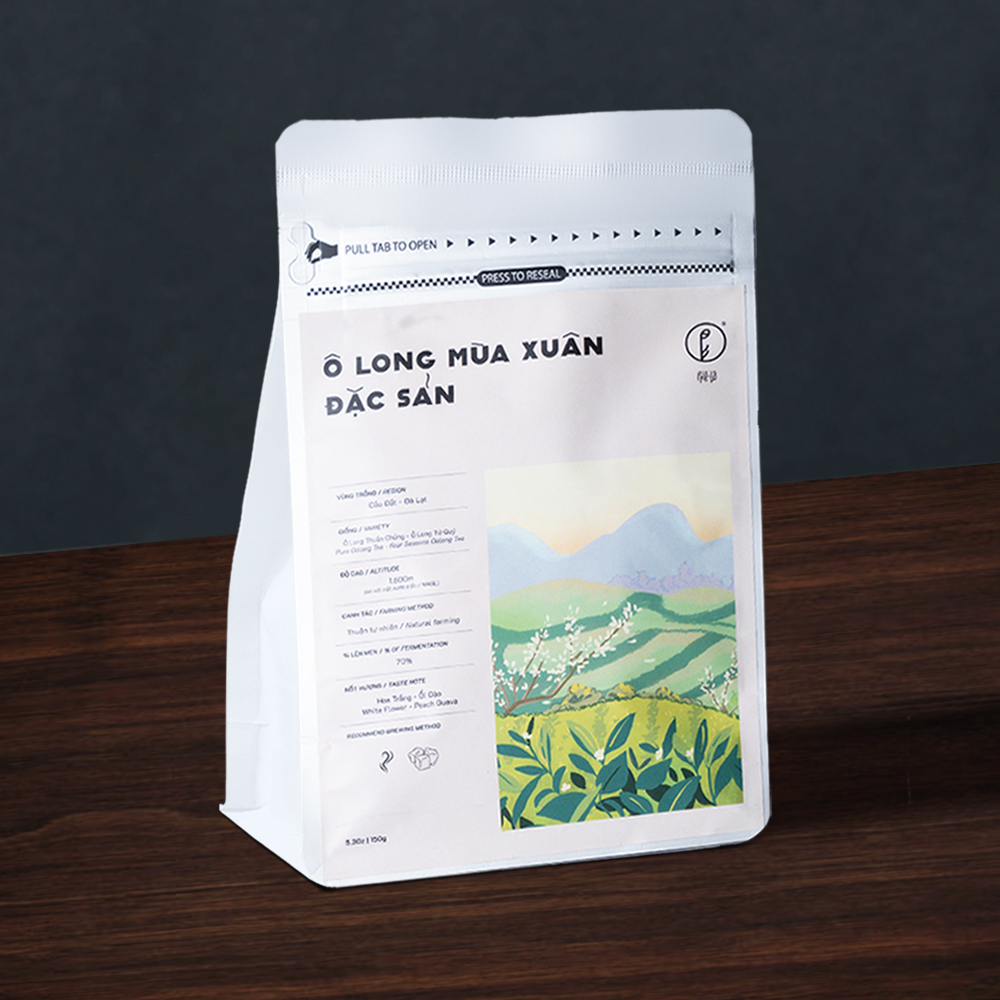 PULL TAB TO OPEN
PRESS TO RESEAL
Ô LONG MÙA XUÂN
ĐẶC SẢN
VÙNG TRỒNG / REGION
Cầu Đất - Đà Lạt
GIỐNG / VARIETY
Ô Long Thuần Chủng - Ô Long Tứ Quý
Pure Oolong Tea - Four Seasons Oolong Tea
ĐỘ CAO / ALTITUDE
1,600m
CANH TÁC / FARMING METHOD
Thuần tự nhiên / Natural farming
% LÊN MEN / % OF FERMENTATION
70%
NỐT HƯƠNG / TASTE NOTE
Hoa Trắng - Ổi Đào
White Flower - Peach Guava
RECOMMEND BREWING METHOD
5.30z | 150g